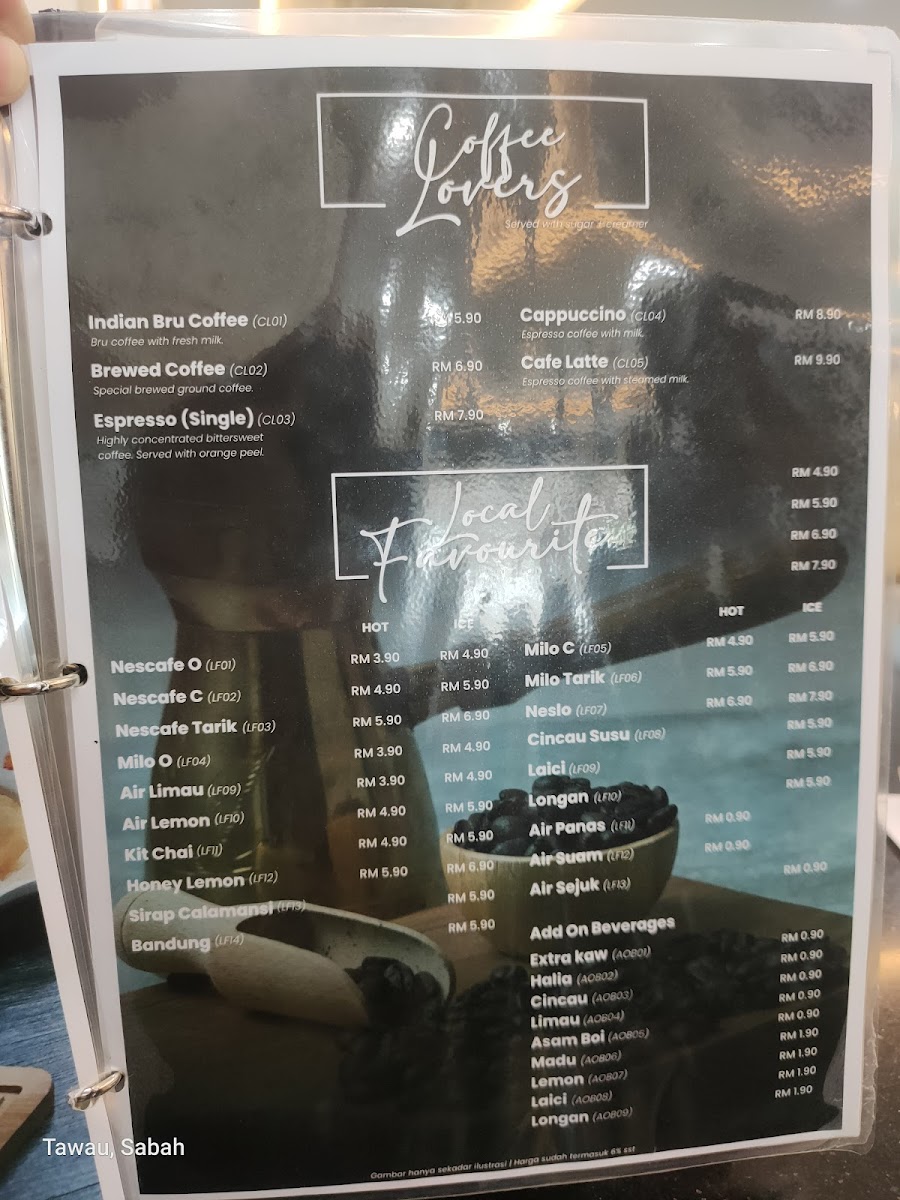 Coffee
Lovers
Served with sugar & creamer
Indian Bru Coffee (CL01) 5.90
Bru coffee with fresh milk.
Brewed Coffee (CL02) RM 6.90
Special brewed ground coffee.
Espresso (Single) (CL03) RM 7.90
Highly concentrated bittersweet
coffee. Served with orange peel.
Cappuccino (CL04) RM 8.90
Espresso coffee with milk.
Cafe Latte (CL05) RM 9.90
Espresso coffee with steamed milk.
RM 4.90
RM 5.90
RM 6.90
RM 7.90
Local
Favourite
HOT ICE
Nescafe O (LF01) RM 3.90 RM 4.90
Nescafe C (LF02) RM 4.90 RM 5.90
Nescafe Tarik (LF03) RM 5.90 RM 6.90
Milo O (LF04) RM 3.90 RM 4.90
Air Limau (LF09) RM 3.90 RM 4.90
Air Lemon (LF10) RM 4.90 RM 5.90
Kit Chai (LF11) RM 4.90 RM 5.90
Honey Lemon (LF12) RM 5.90 RM 6.90
Sirap Calamansi (LF13) RM 5.90
Bandung (LF14) RM 5.90
HOT ICE
Milo C (LF05) RM 4.90 RM 5.90
Milo Tarik (LF06) RM 5.90 RM 6.90
Neslo (LF07) RM 6.90 RM 7.90
Cincau Susu (LF08) RM 5.90
Laici (LF09) RM 5.90
Longan (LF10) RM 5.90
Air Panas (LF11) RM 0.90
Air Suam (LF12) RM 0.90
Air Sejuk (LF13) RM 0.90
Add On Beverages
Extra kaw (AOB01) RM 0.90
Halia (AOB02) RM 0.90
Cincau (AOB03) RM 0.90
Limau (AOB04) RM 0.90
Asam Boi (AOB05) RM 0.90
Madu (AOB06) RM 1.90
Lemon (AOB07) RM 1.90
Laici (AOB08) RM 1.90
Longan (AOB09) RM 1.90
Gambar hanya sekadar ilustrasi | Harga sudah termasuk 6% sst
Tawau, Sabah